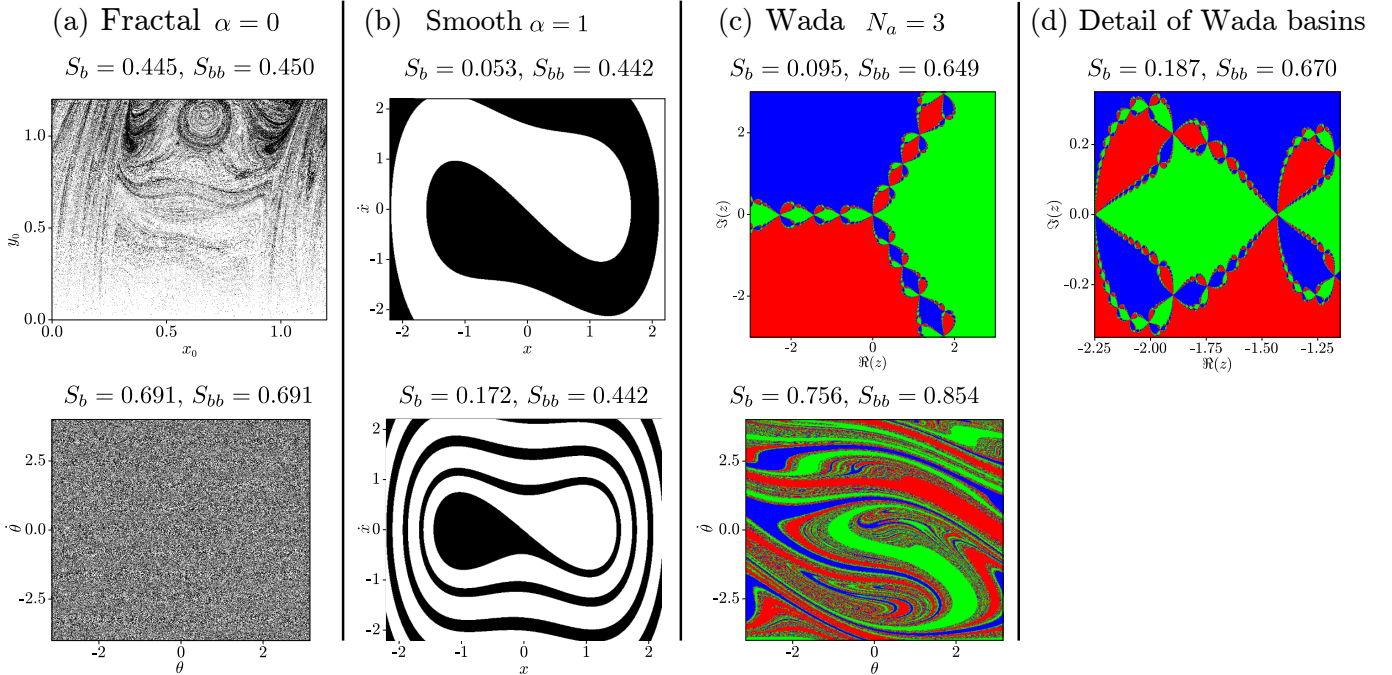 (a) Fractal α = 0
S_b = 0.445, S_bb = 0.450
1.0
0.5
0.0
y_0
0.0 0.5 1.0
x_0
S_b = 0.691, S_bb = 0.691
2.5
0.0
-2.5
θ̇
-2 0 2
θ
(b) Smooth α = 1
S_b = 0.053, S_bb = 0.442
2
1
0
-1
-2
ẋ
-2 -1 0 1 2
x
S_b = 0.172, S_bb = 0.442
2
1
0
-1
-2
ẋ
-2 -1 0 1 2
x
(c) Wada N_a = 3
S_b = 0.095, S_bb = 0.649
2
0
-2
ℑ(z)
-2 0 2
ℜ(z)
S_b = 0.756, S_bb = 0.854
2.5
0.0
-2.5
θ̇
-2 0 2
θ
(d) Detail of Wada basins
S_b = 0.187, S_bb = 0.670
0.2
0.0
-0.2
ℑ(z)
-2.25 -2.00 -1.75 -1.50 -1.25
ℜ(z)